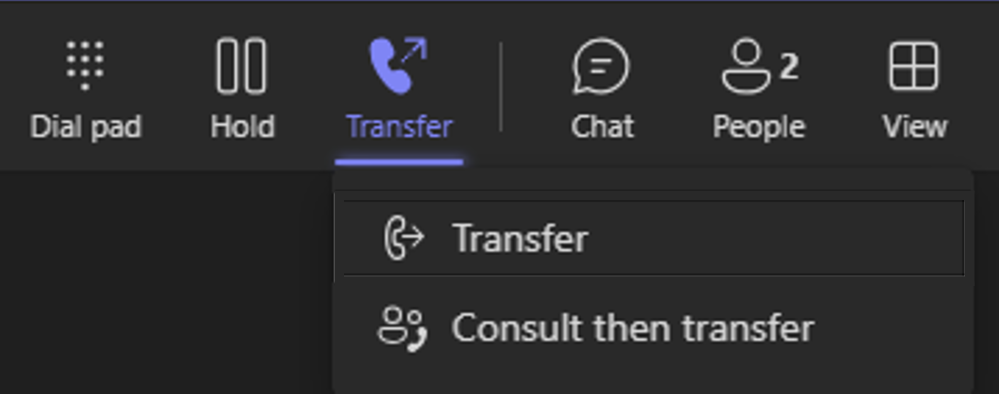 Dial pad
Hold
Transfer
Chat
People
2
View
Transfer
Consult then transfer